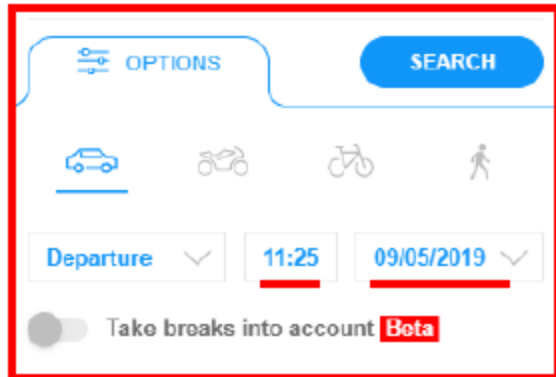 OPTIONS SEARCH
Departure 11:25 09/05/2019
Take breaks into account Beta